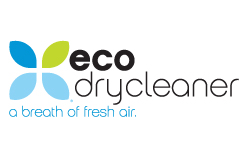 eco
drycleaner
a breath of fresh air.